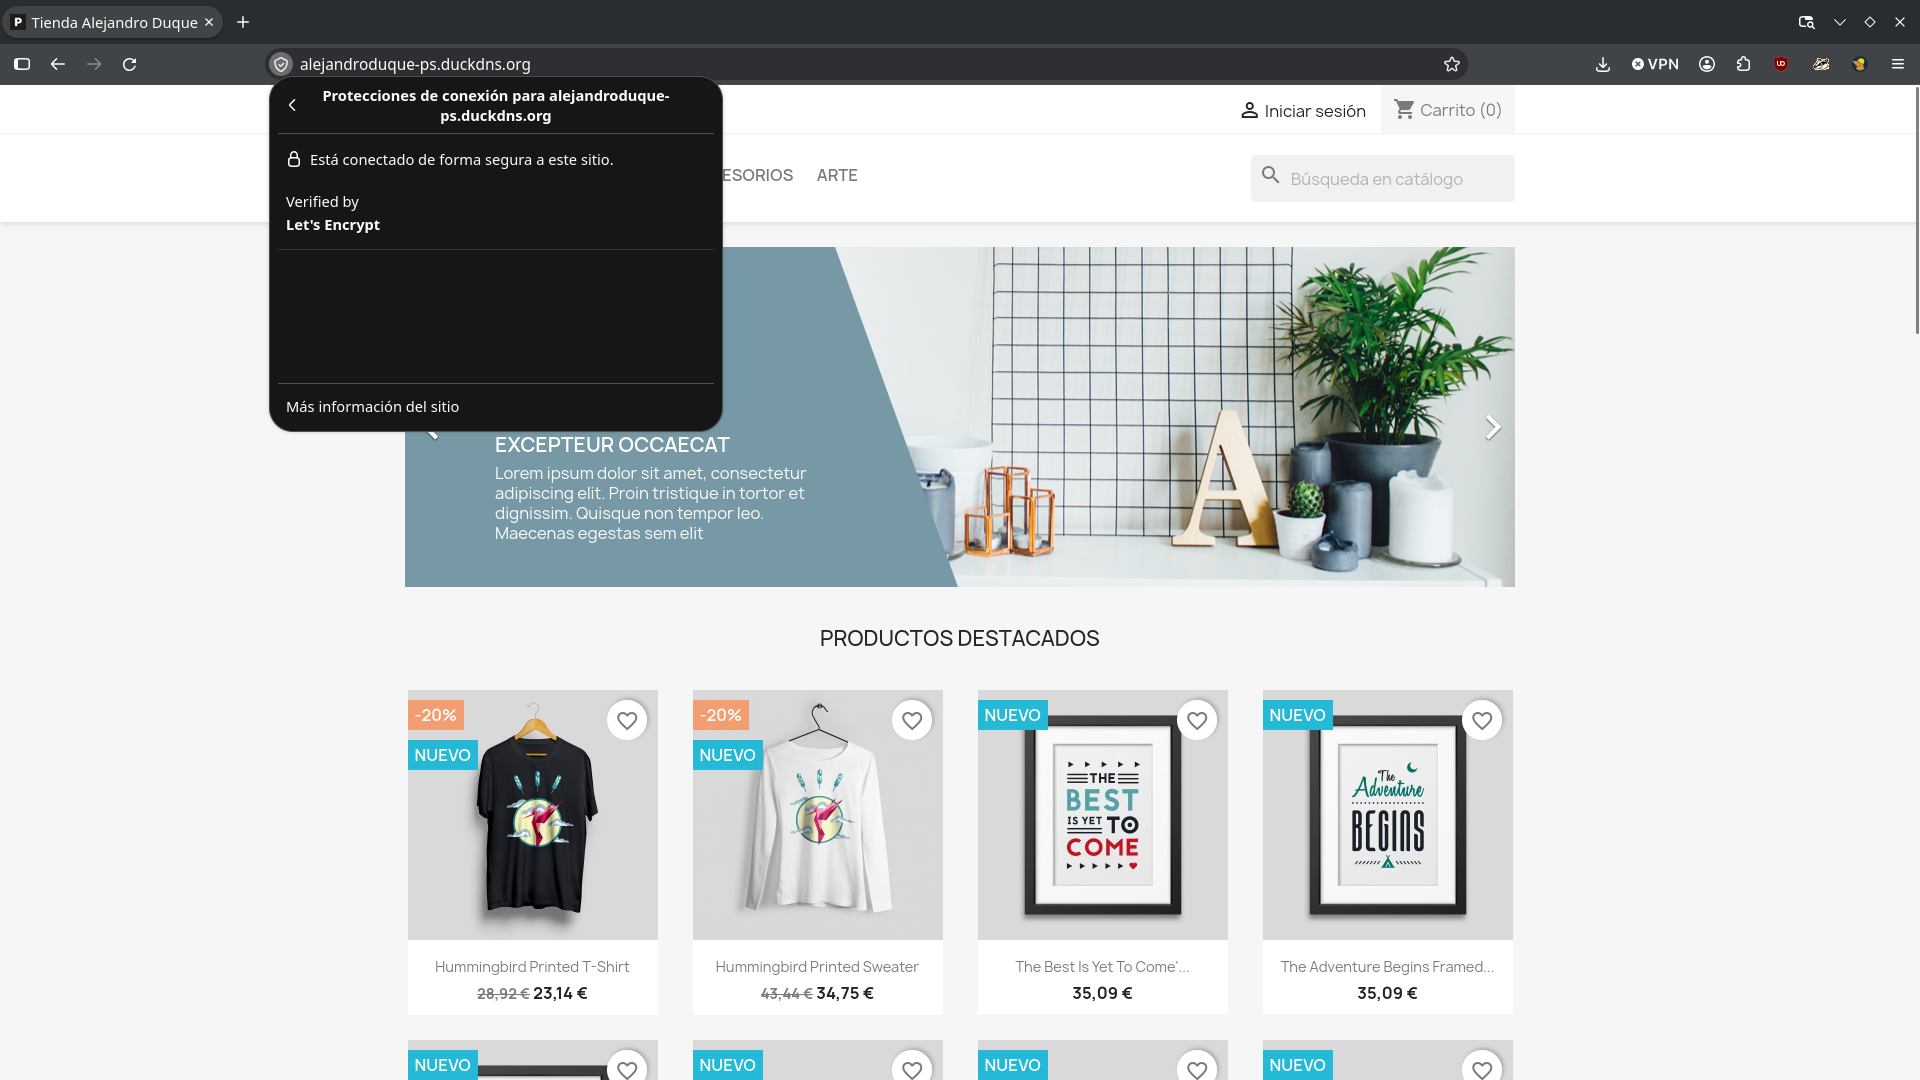 Tienda Alejandro Duque
alejandroduque-ps.duckdns.org
VPN
Protecciones de conexión para alejandroduque-
ps.duckdns.org
Está conectado de forma segura a este sitio.
Verified by
Let's Encrypt
Más información del sitio
Iniciar sesión
Carrito (0)
ESORIOS
ARTE
Búsqueda en catálogo
EXCEPTEUR OCCAECAT
Lorem ipsum dolor sit amet, consectetur
adipiscing elit. Proin tristique in tortor et
dignissim. Quisque non tempor leo.
Maecenas egestas sem elit
A
PRODUCTOS DESTACADOS
-20%
NUEVO
Hummingbird Printed T-Shirt
28,92 € 23,14 €
-20%
NUEVO
Hummingbird Printed Sweater
43,44 € 34,75 €
NUEVO
THE
BEST
IS YET TO
COME
The Best Is Yet To Come'...
35,09 €
NUEVO
The
Adventure
BEGINS
The Adventure Begins Framed...
35,09 €
NUEVO
NUEVO
NUEVO
NUEVO